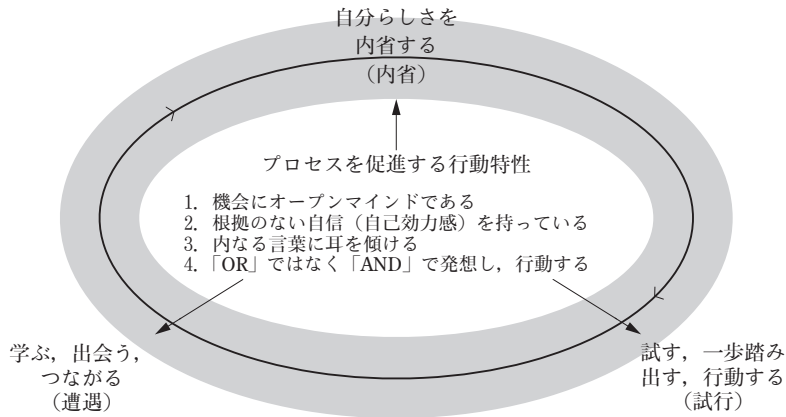 自分らしさを
内省する
（内省）
プロセスを促進する行動特性
1. 機会にオープンマインドである
2. 根拠のない自信（自己効力感）を持っている
3. 内なる言葉に耳を傾ける
4. 「OR」ではなく「AND」で発想し，行動する
学ぶ，出会う，
つながる
（遭遇）
試す，一歩踏み
出す，行動する
（試行）